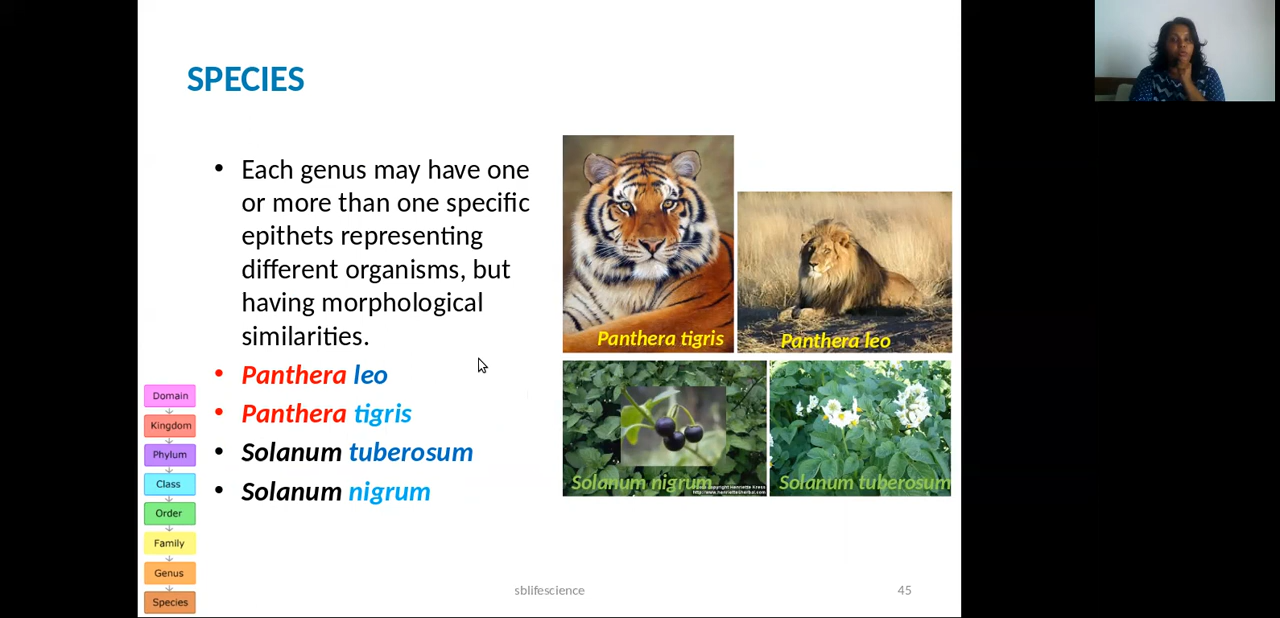 SPECIES
• Each genus may have one
or more than one specific
epithets representing
different organisms, but
having morphological
similarities.
• Panthera leo
• Panthera tigris
• Solanum tuberosum
• Solanum nigrum
Panthera tigris
Panthera leo
Solanum nigrum
Solanum tuberosum
Domain
Kingdom
Phylum
Class
Order
Family
Genus
Species
sblifescience
45